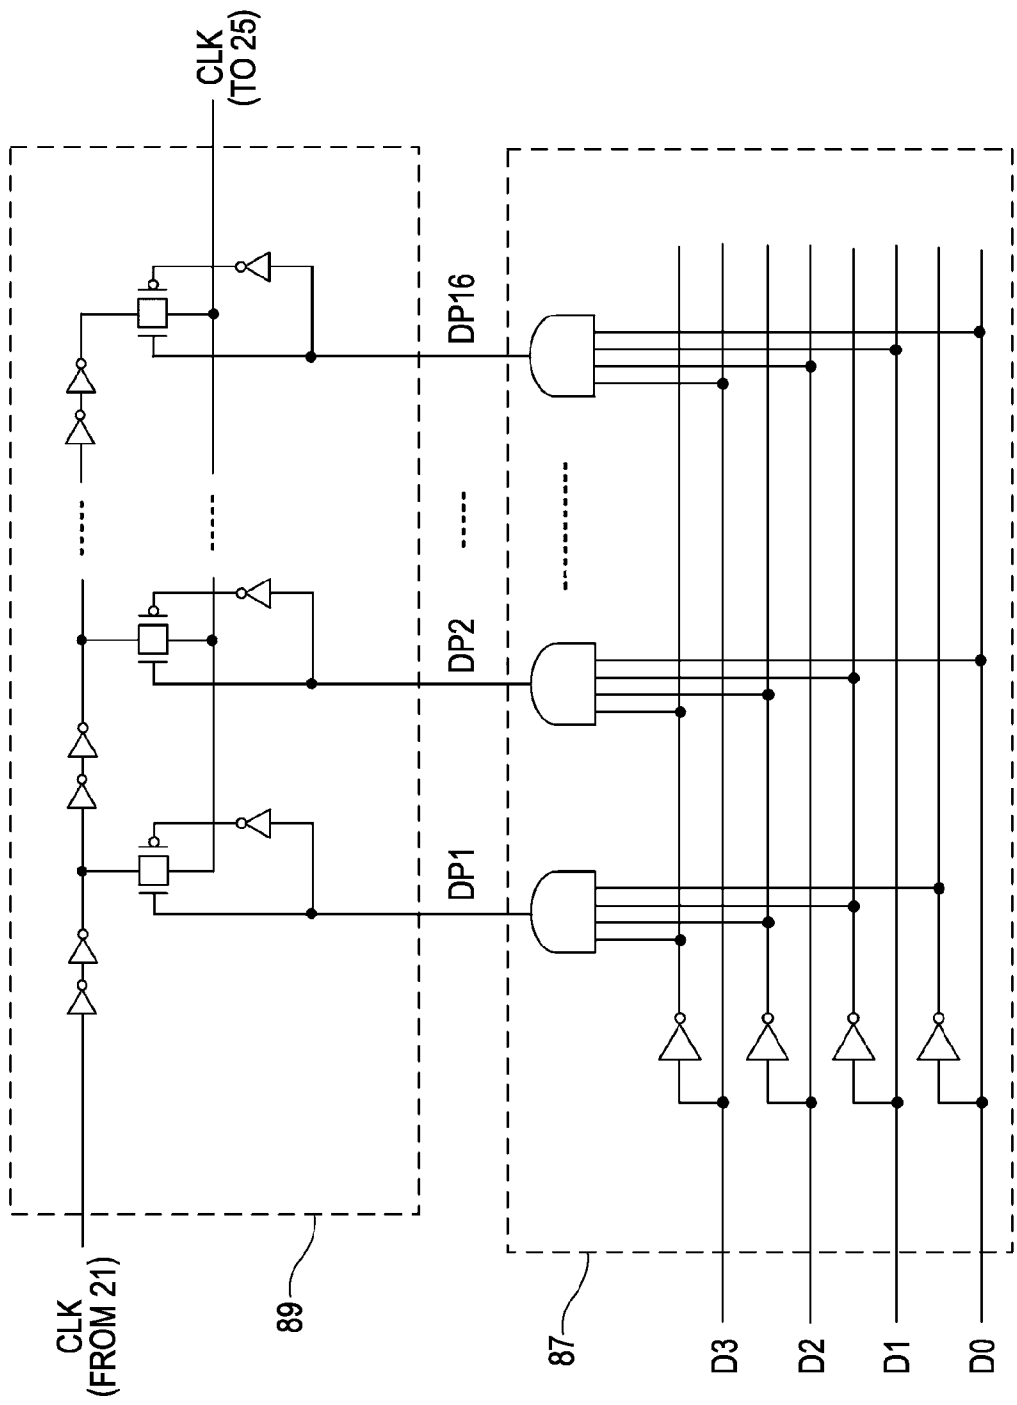 CLK
(FROM 21)
CLK
(TO 25)
89
DP1
DP2
DP16
87
D3
D2
D1
D0